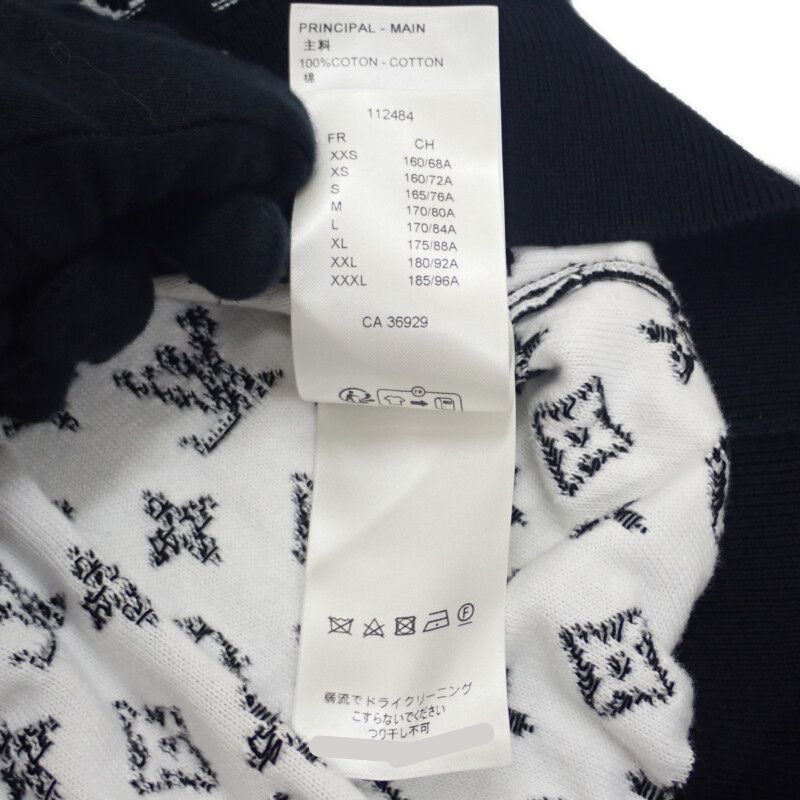 PRINCIPAL - MAIN
主料
100%COTON - COTTON
棉
112484
FR CH
XXS 160/68A
XS 160/72A
S 165/76A
M 170/80A
L 170/84A
XL 175/88A
XXL 180/92A
XXXL 185/96A
CA 36929
FR
F
弱流でドライクリーニング
こすらないでください
つり干し不可